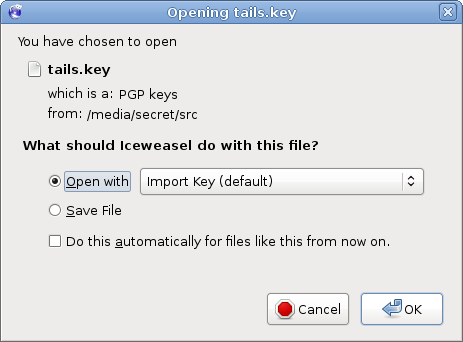 Opening tails.key
You have chosen to open
tails.key
which is a: PGP keys
from: /media/secret/src
What should Iceweasel do with this file?
Open with Import Key (default)
Save File
Do this automatically for files like this from now on.
Cancel OK